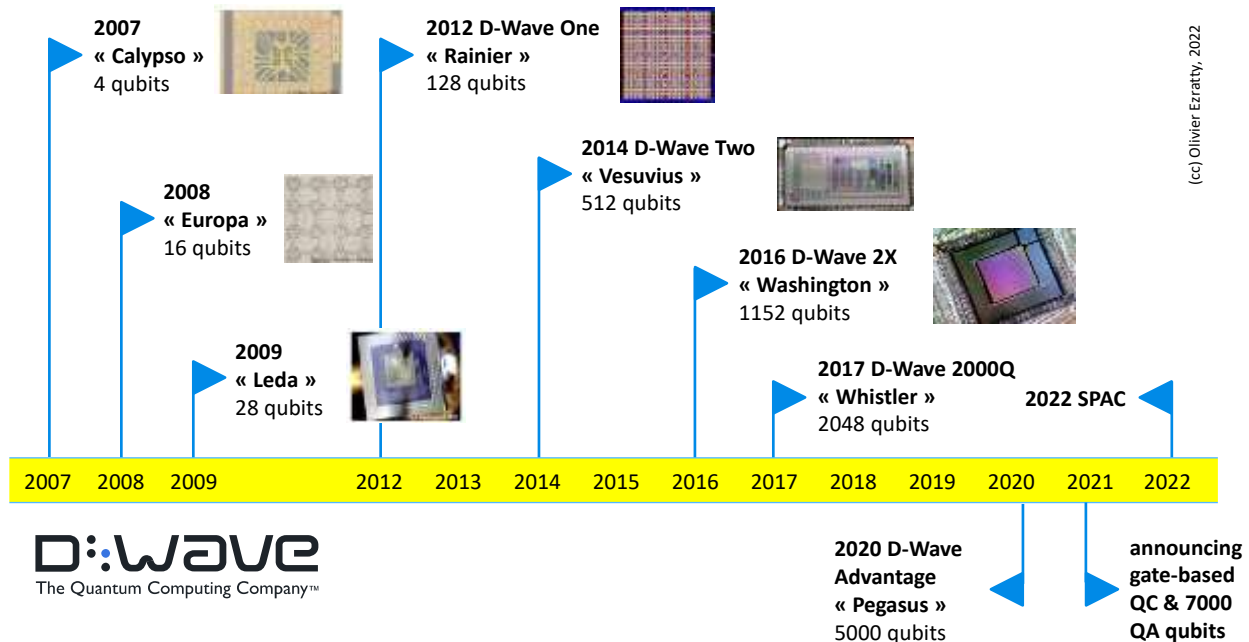 2007
« Calypso »
4 qubits
2012 D-Wave One
« Rainier »
128 qubits
(cc) Olivier Ezratty, 2022
2014 D-Wave Two
« Vesuvius »
512 qubits
2008
« Europa »
16 qubits
2016 D-Wave 2X
« Washington »
1152 qubits
2009
« Leda »
28 qubits
2017 D-Wave 2000Q
« Whistler »
2048 qubits
2022 SPAC
2007 2008 2009 2012 2013 2014 2015 2016 2017 2018 2019 2020 2021 2022
D:Wave
The Quantum Computing Company™
2020 D-Wave
Advantage
« Pegasus »
5000 qubits
announcing
gate-based
QC & 7000
QA qubits